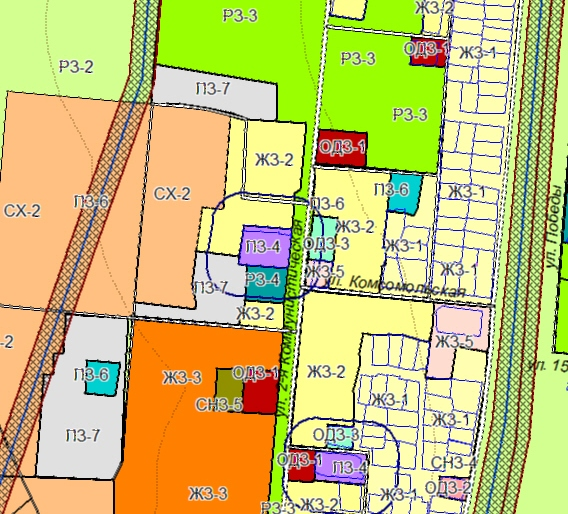 ЖЗ-2
РЗ-3
ОДЗ-1
ЖЗ-1
РЗ-3
РЗ-2
ПЗ-7
РЗ-3
ОДЗ-1
ЖЗ-2
ПЗ-6
СХ-2
ЖЗ-1
ПЗ-6
ПЗ-6
СХ-2
ЖЗ-2
ул. Победы
ОДЗ-3
ПЗ-4
ЖЗ-1
ЖЗ-5
ЖЗ-1
РЗ-4
ПЗ-7
ул. Комсомольская
ЖЗ-2
ул. 2-я Коммунистическая
-2
ЖЗ-5
ул. 15
ЖЗ-3
ОДЗ-1
ЖЗ-2
ПЗ-6
ЖЗ-1
СНЗ-5
ЖЗ-1
ПЗ-7
ОДЗ-3
ОДЗ-1
ПЗ-4
СНЗ-4
ОДЗ-2
ЖЗ-3
ЖЗ-1
ЖЗ-2
РЗ-3